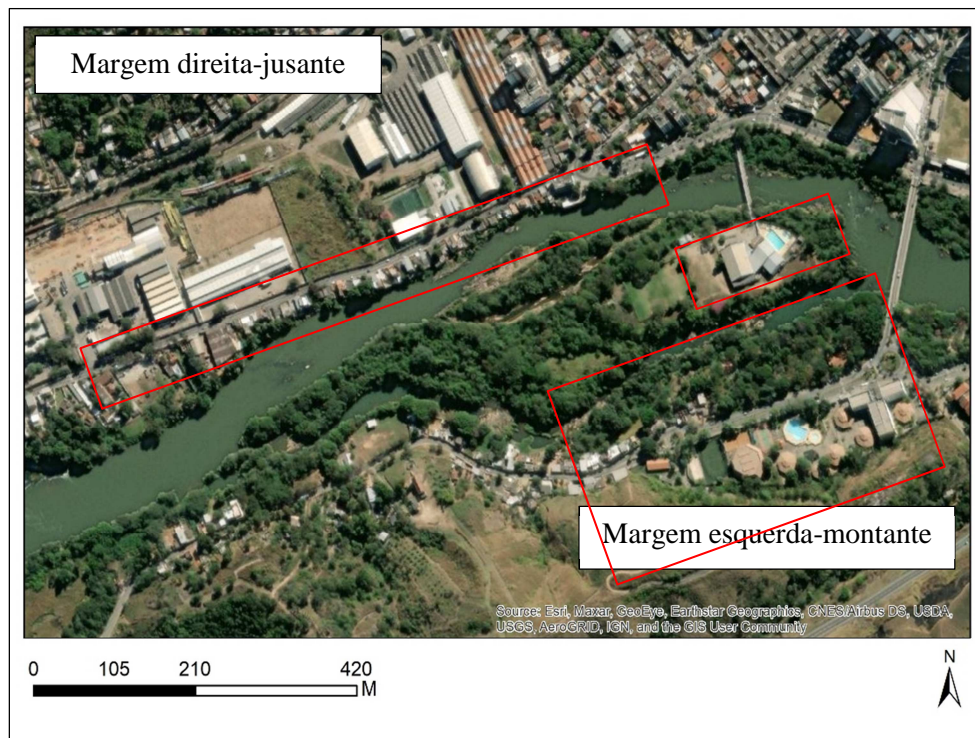 Margem direita-jusante
Margem esquerda-montante
Source: Esri, Maxar, GeoEye, Earthstar Geographics, CNES/Airbus DS, USDA,
USGS, AeroGRID, IGN, and the GIS User Community
0 105 210 420
M
N